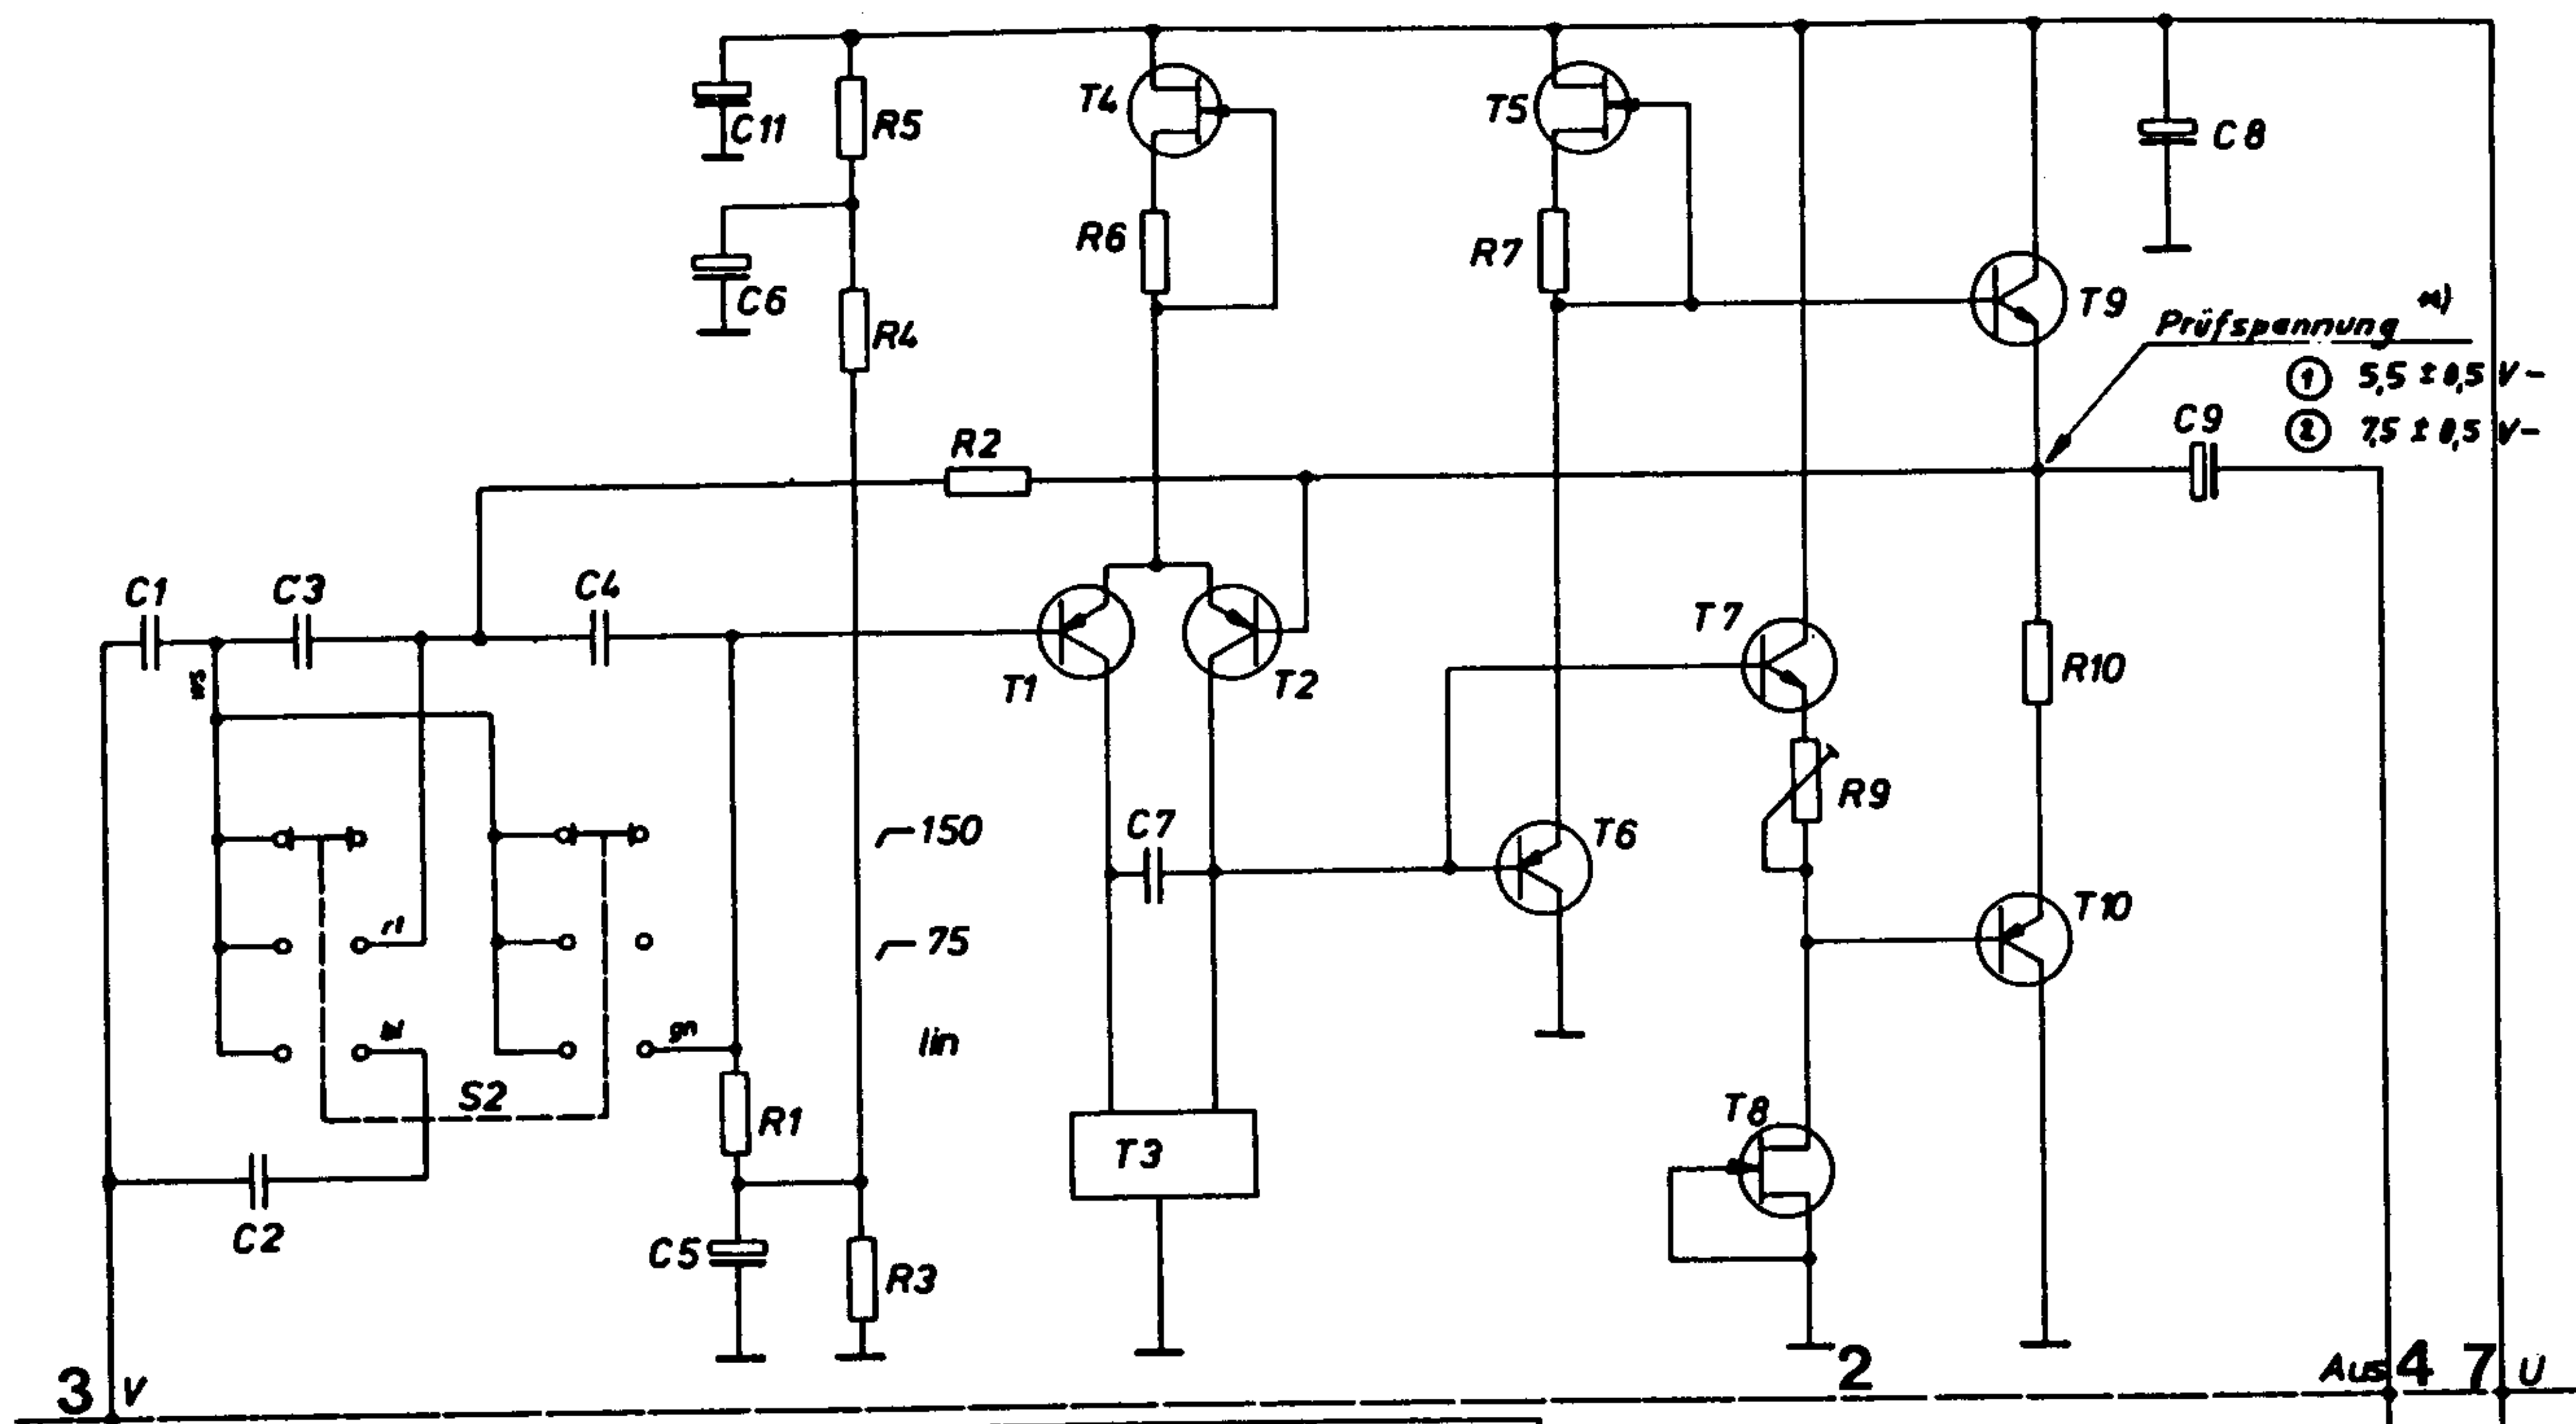 T4
T5
C11
R5
C8
R6
R7
C6
T9
R4
Prüfspannung
① 5,5 ± 0,5 V–
② 7,5 ± 0,5 V–
C9
R2
C1
C3
C4
T7
ws
T1
T2
R10
R9
150
C7
T6
rt
75
T10
bl
gn
lin
S2
R1
T3
T8
C2
C5
R3
3 V
2
Aus 4
7 U